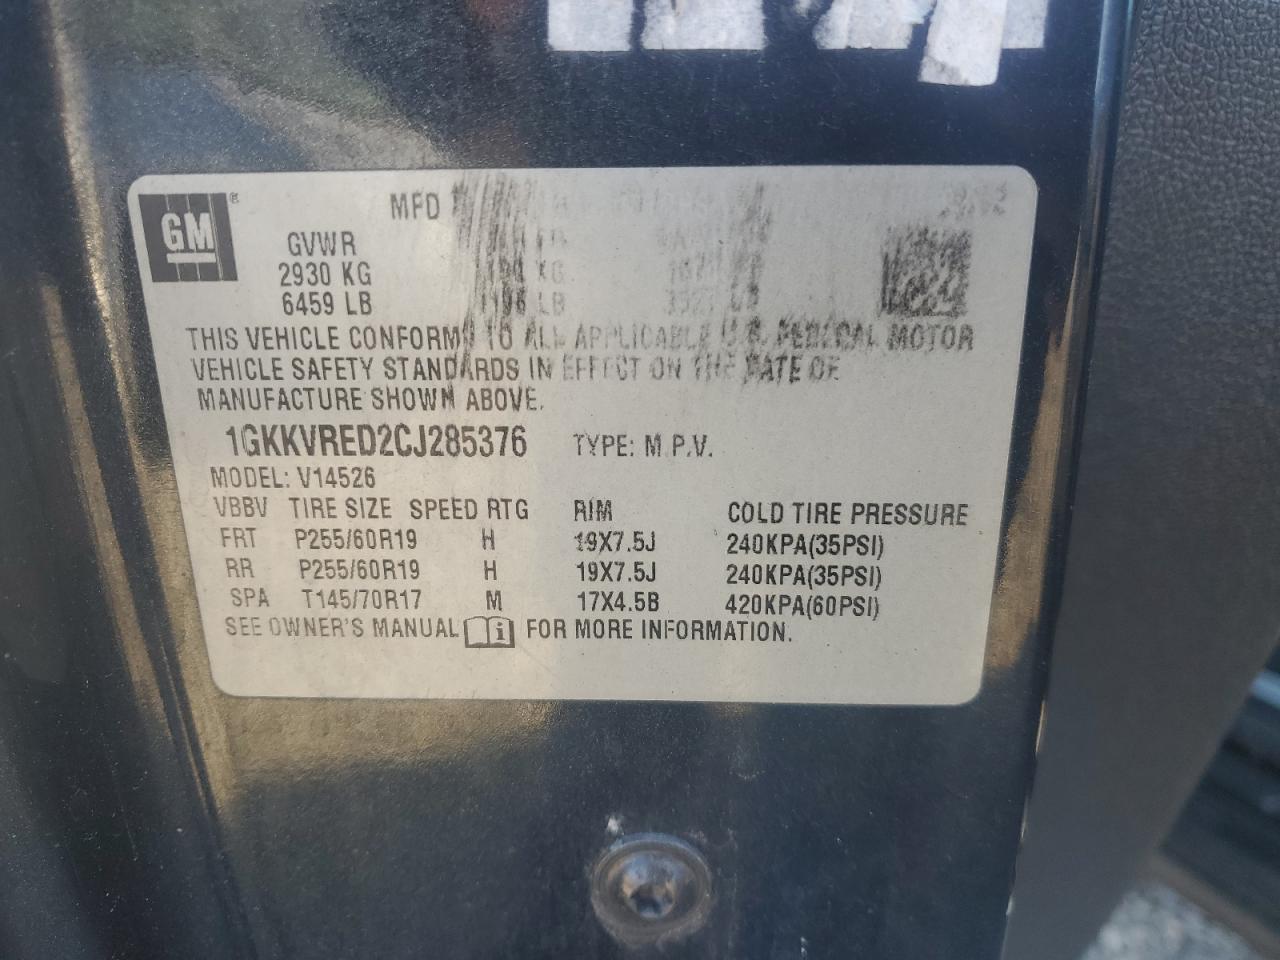 GM ®
MFD
GVWR
2930 KG
6459 LB LB
THIS VEHICLE CONFORMS TO ALL APPLICABLE U.S. FEDERAL MOTOR
VEHICLE SAFETY STANDARDS IN EFFECT ON THE DATE OF
MANUFACTURE SHOWN ABOVE.
1GKKVRED2CJ285376 TYPE: M.P.V.
MODEL: V14526
VBBV TIRE SIZE SPEED RTG RIM COLD TIRE PRESSURE
FRT P255/60R19 H 19X7.5J 240KPA(35PSI)
RR P255/60R19 H 19X7.5J 240KPA(35PSI)
SPA T145/70R17 M 17X4.5B 420KPA(60PSI)
SEE OWNER'S MANUAL i FOR MORE INFORMATION.